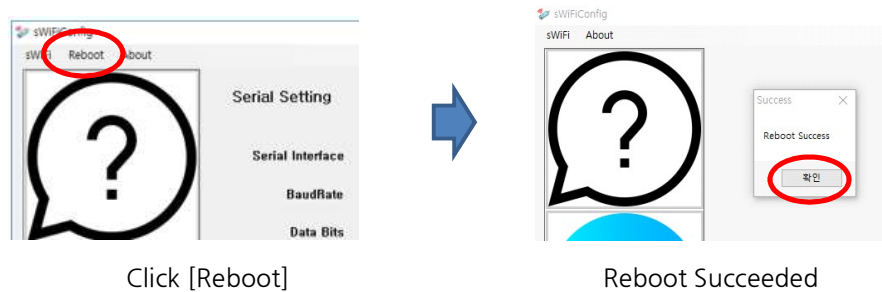 sWiFiConfig
sWiFi Reboot About
Serial Setting
Serial Interface
BaudRate
Data Bits
Click [Reboot]
sWiFiConfig
sWiFi About
Success
Reboot Success
확인
Reboot Succeeded